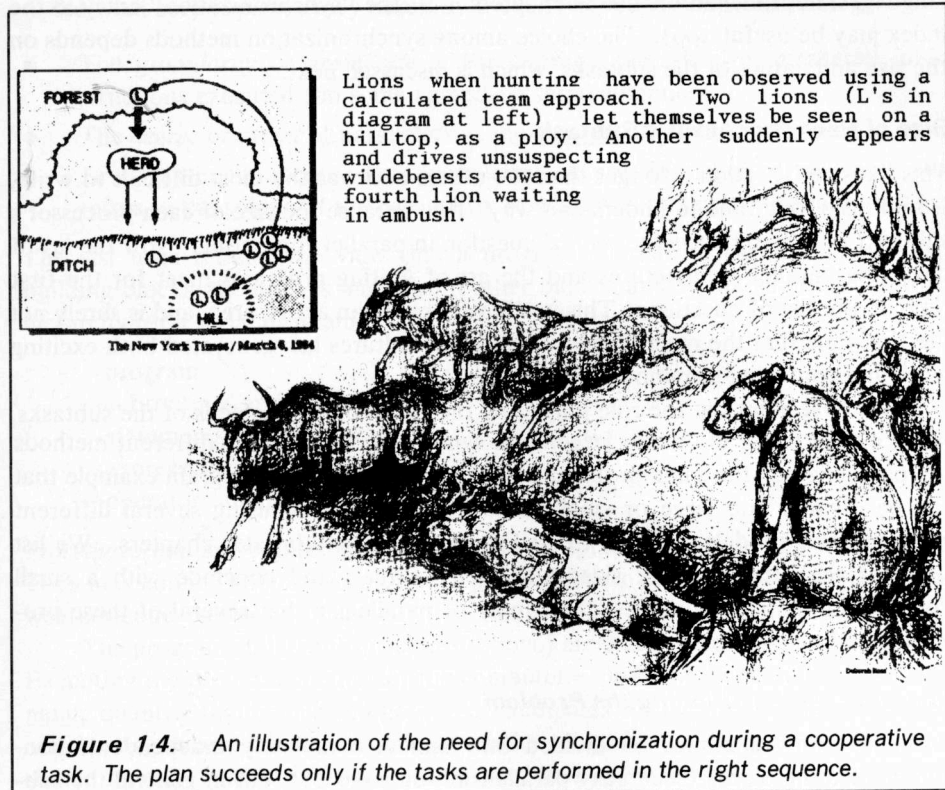 FOREST
L
HERD
DITCH
L
L
L
L
L
L L
HILL
The New York Times/March 6, 1984
Lions when hunting have been observed using a
calculated team approach. Two lions (L's in
diagram at left) let themselves be seen on a
hilltop, as a ploy. Another suddenly appears
and drives unsuspecting
wildebeests toward
fourth lion waiting
in ambush.
Figure 1.4. An illustration of the need for synchronization during a cooperative
task. The plan succeeds only if the tasks are performed in the right sequence.